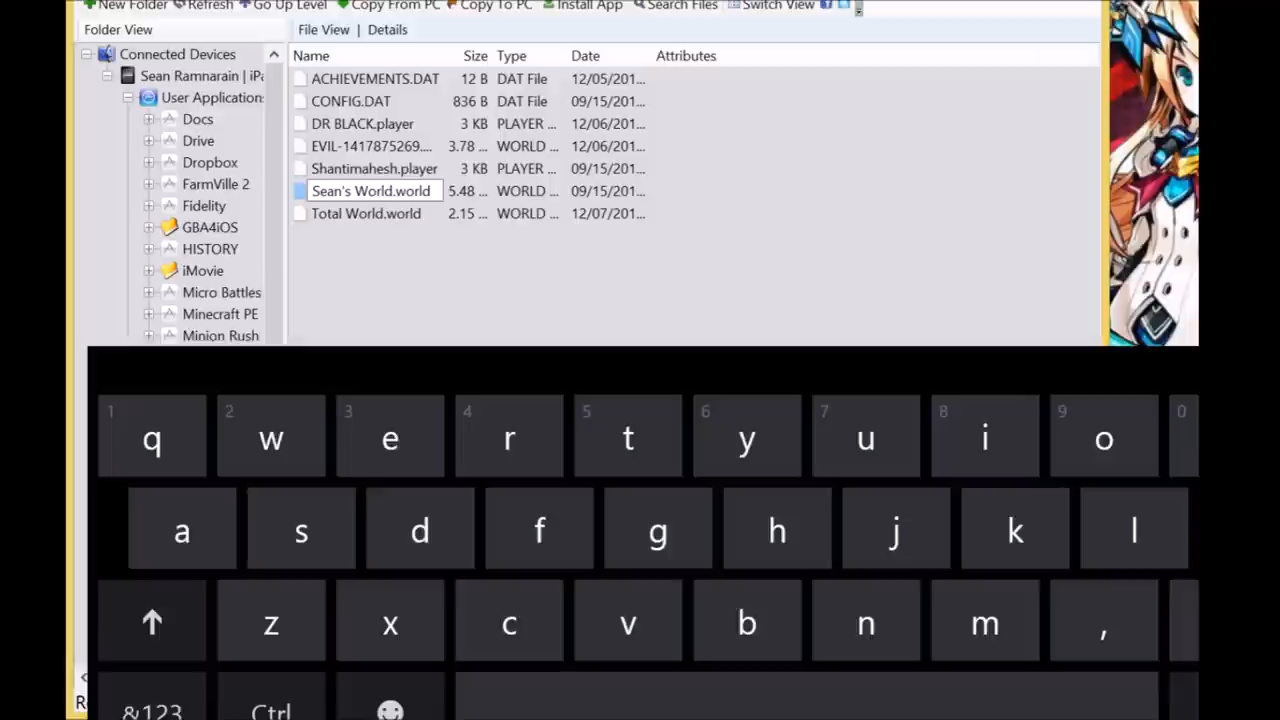 New Folder Refresh Go Up Level Copy From PC Copy To PC Install App Search Files Switch View
Folder View
File View | Details
Connected Devices
Sean Ramnarain | iPa
User Application
Docs
Drive
Dropbox
FarmVille 2
Fidelity
GBA4iOS
HISTORY
iMovie
Micro Battles
Minecraft PE
Minion Rush
Name Size Type Date Attributes
ACHIEVEMENTS.DAT 12 B DAT File 12/05/201...
CONFIG.DAT 836 B DAT File 09/15/201...
DR BLACK.player 3 KB PLAYER ... 12/06/201...
EVIL-1417875269.... 3.78 ... WORLD ... 12/06/201...
Shantimahesh.player 3 KB PLAYER ... 09/15/201...
Sean's World.world 5.48 ... WORLD ... 09/15/201...
Total World.world 2.15 ... WORLD ... 12/07/201...
1 2 3 4 5 6 7 8 9 0
q w e r t y u i o
a s d f g h j k l
z x c v b n m ,
&123 Ctrl